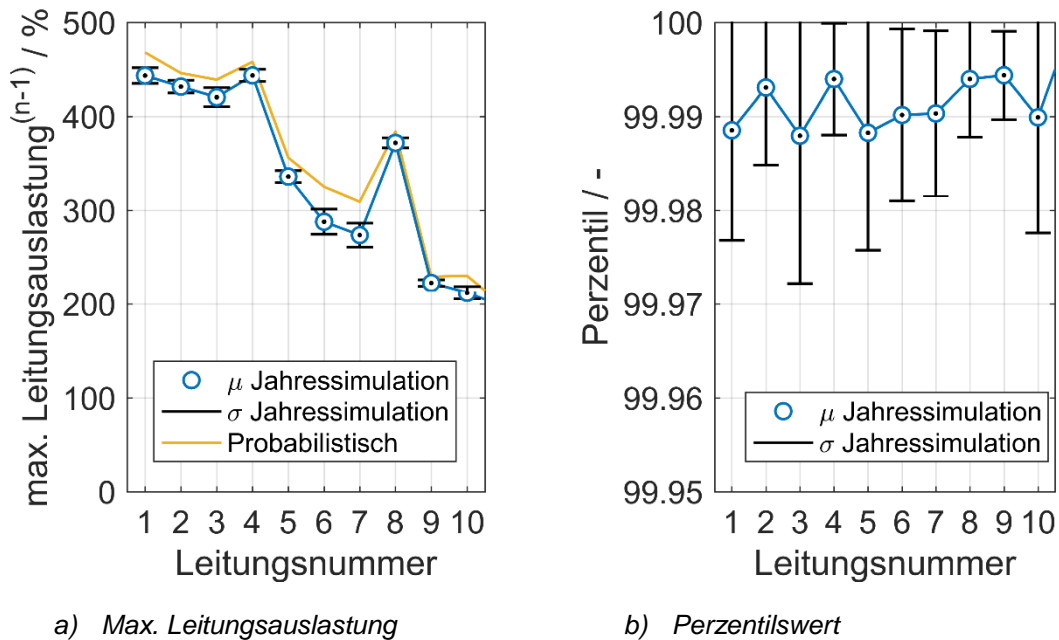 500
400
300
200
100
0
max. Leitungsauslastung(n-1) / %
μ Jahressimulation
σ Jahressimulation
Probabilistisch
1 2 3 4 5 6 7 8 9 10
Leitungsnummer
a) Max. Leitungsauslastung
100
99.99
99.98
99.97
99.96
99.95
Perzentil / -
μ Jahressimulation
σ Jahressimulation
1 2 3 4 5 6 7 8 9 10
Leitungsnummer
b) Perzentilswert